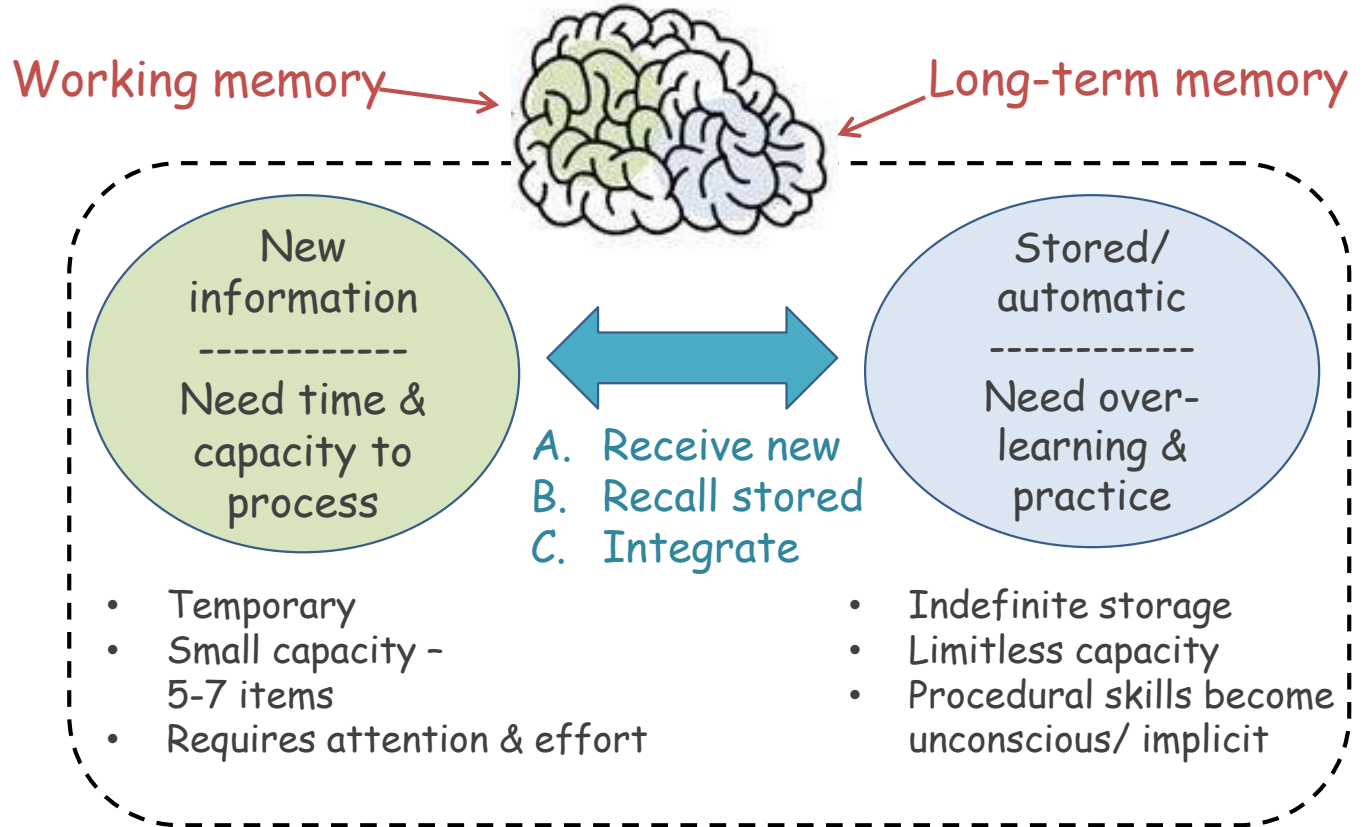 Working memory
Long-term memory
New
information
------------
Need time &
capacity to
process
A. Receive new
B. Recall stored
C. Integrate
Stored/
automatic
------------
Need over-
learning &
practice
• Temporary
• Small capacity –
5-7 items
• Requires attention & effort
• Indefinite storage
• Limitless capacity
• Procedural skills become
unconscious/ implicit